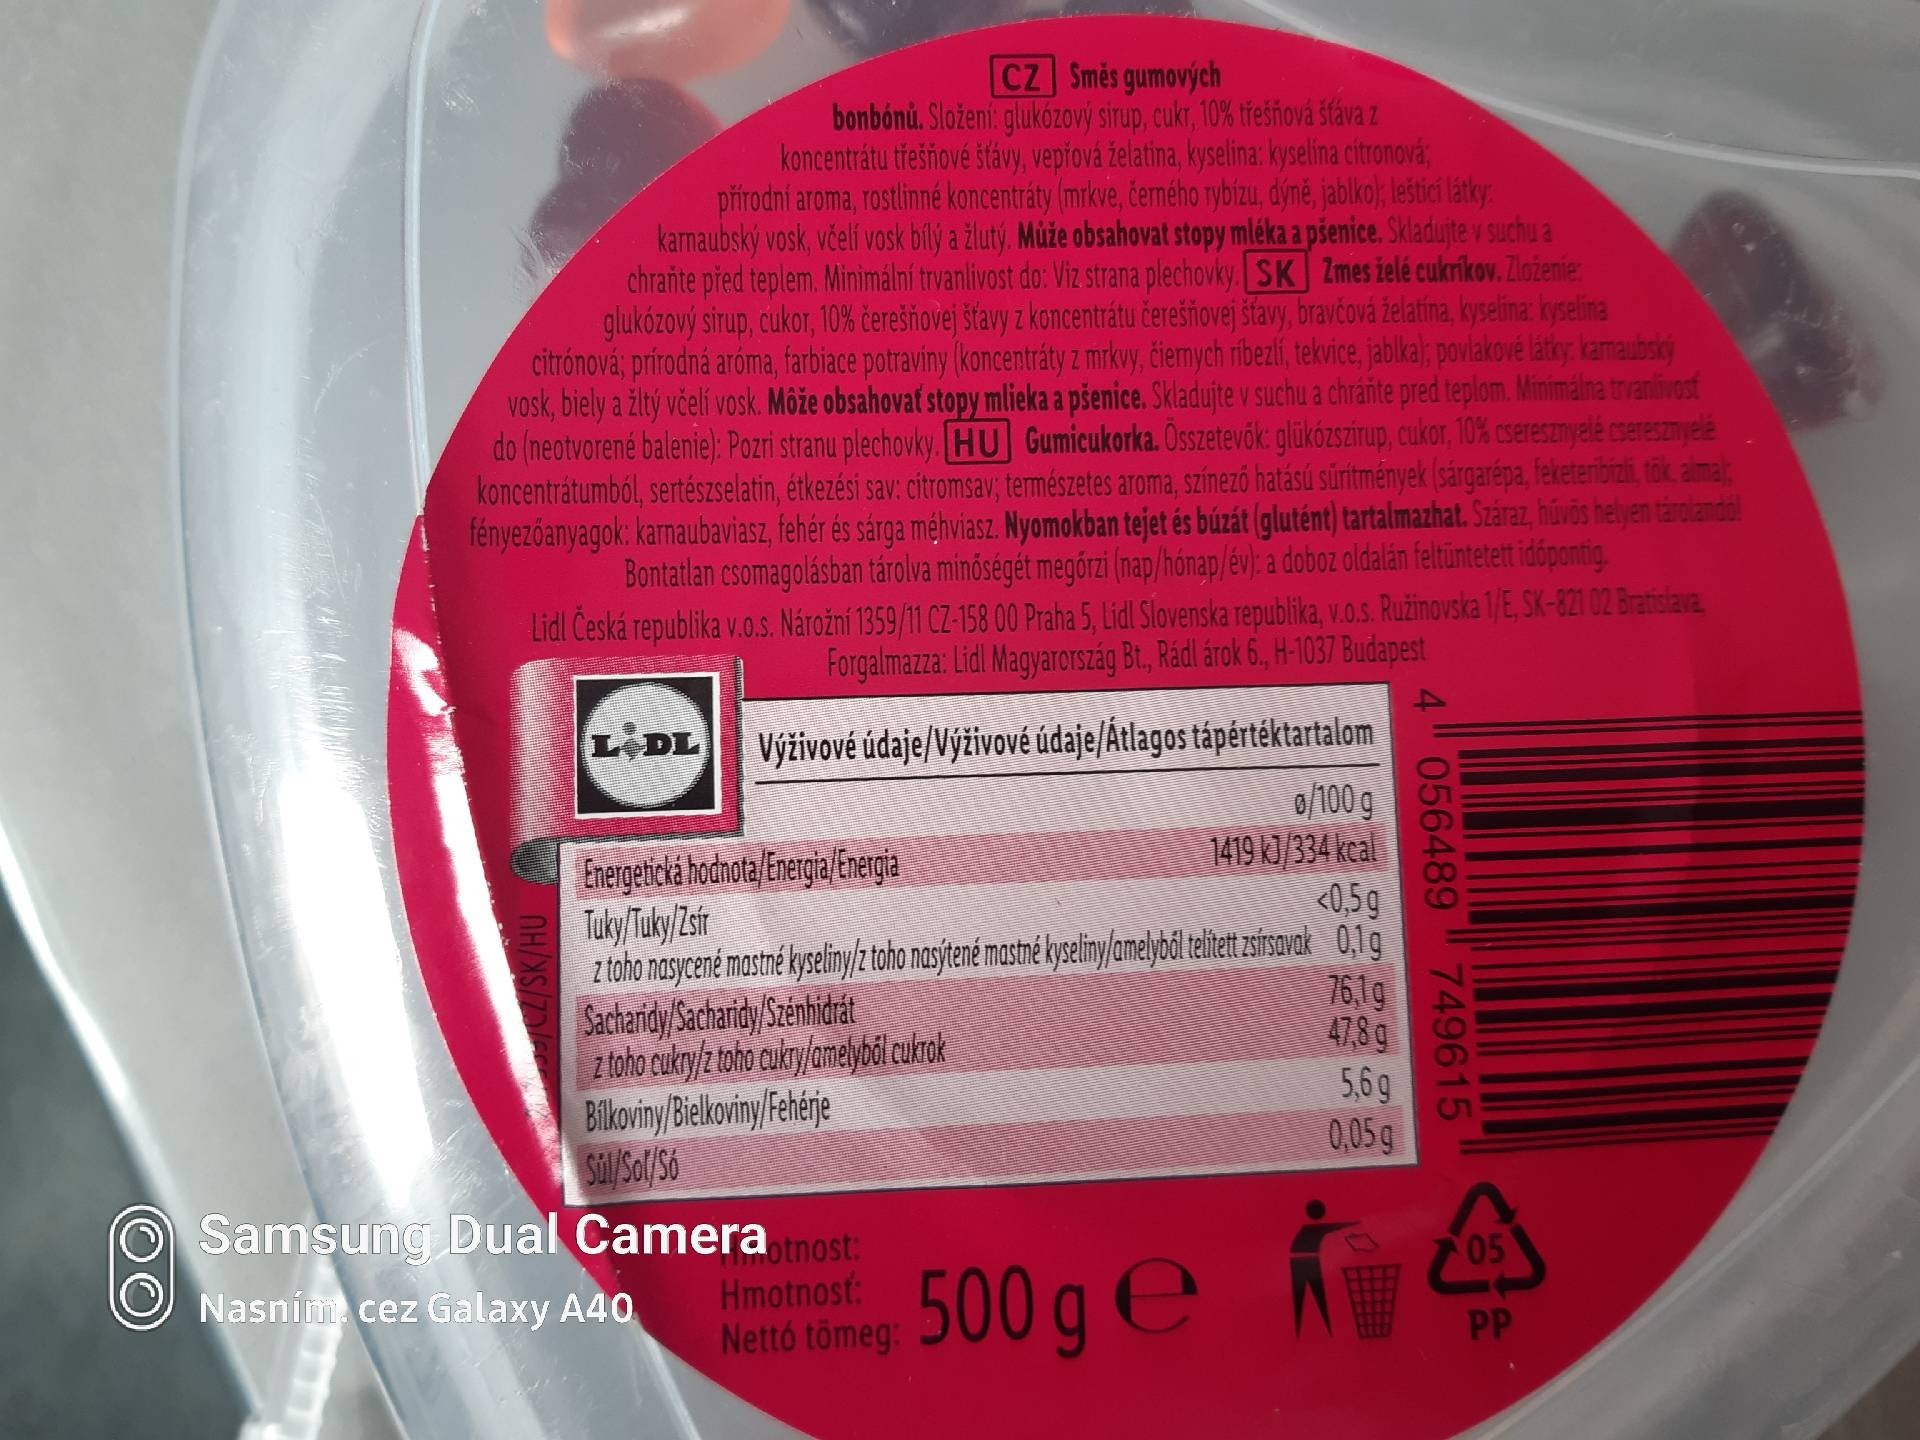 CZ Směs gumových
bonbónů. Složení: glukózový sirup, cukr, 10% třešňová šťáva z
koncentrátu třešňové šťávy, vepřová želatina, kyselina: kyselina citronová;
přírodní aroma, rostlinné koncentráty (mrkve, černého rybízu, dýně, jablko); lešticí látky:
karnaubský vosk, včelí vosk bílý a žlutý. Může obsahovat stopy mléka a pšenice. Skladujte v suchu a
chraňte před teplem. Minimální trvanlivost do: Viz strana plechovky. SK Zmes želé cukríkov. Zloženie:
glukózový sirup, cukor, 10% čerešňovej šťavy z koncentrátu čerešňovej šťavy, bravčová želatína, kyselina: kyselina
citrónová; prírodná aróma, farbiace potraviny (koncentráty z mrkvy, čiernych ríbezlí, tekvice, jablka); povlakové látky: karnaubský
vosk, biely a žltý včelí vosk. Môže obsahovať stopy mlieka a pšenice. Skladujte v suchu a chráňte pred teplom. Minimálna trvanlivosť
do (neotvorené balenie): Pozri stranu plechovky. HU Gumicukorka. Összetevők: glükózszirup, cukor, 10% cseresznyelé cseresznyelé
koncentrátumból, sertészselatin, étkezési sav: citromsav; természetes aroma, színező hatású sűrítmények (sárgarépa, feketeribizli, tök, alma);
fényezőanyagok: karnaubaviasz, fehér és sárga méhviasz. Nyomokban tejet és búzát (glutént) tartalmazhat. Száraz, hűvös helyen tárolandó!
Bontatlan csomagolásban tárolva minőségét megőrzi (nap/hónap/év): a doboz oldalán feltüntetett időpontig.
Lidl Česká republika v.o.s. Nárožní 1359/11 CZ-158 00 Praha 5, Lidl Slovenska republika, v.o.s. Ružinovska 1/E, SK-821 02 Bratislava,
Forgalmazza: Lidl Magyarország Bt., Rádl árok 6., H-1037 Budapest
LIDL
Výživové údaje/Výživové údaje/Átlagos tápértéktartalom
ø/100 g
Energetická hodnota/Energia/Energia 1419 kJ/334 kcal
Tuky/Tuky/Zsír <0,5 g
z toho nasycené mastné kyseliny/z toho nasýtené mastné kyseliny/amelyből telített zsírsavak 0,1 g
Sacharidy/Sacharidy/Szénhidrát 76,1 g
z toho cukry/z toho cukry/amelyből cukrok 47,8 g
Bílkoviny/Bielkoviny/Fehérje 5,6 g
Sůl/Soľ/Só 0,05 g
4 056489 749615
/CZ/SK/HU
Hmotnost:
Hmotnosť:
Nettó tömeg: 500 g e
05
PP
Samsung Dual Camera
Nasním. cez Galaxy A40